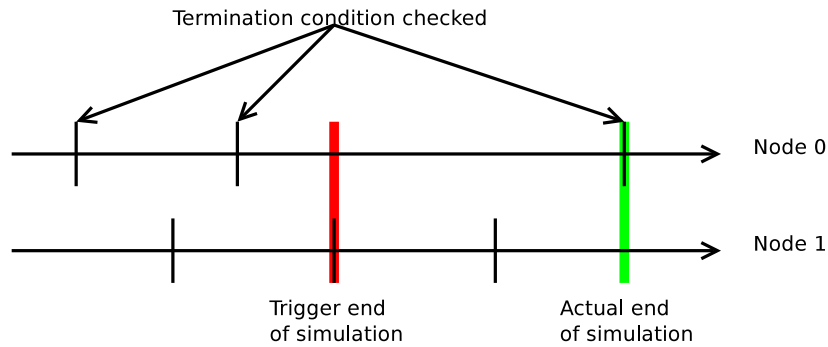 Termination condition checked
Node 0
Node 1
Trigger end
of simulation
Actual end
of simulation